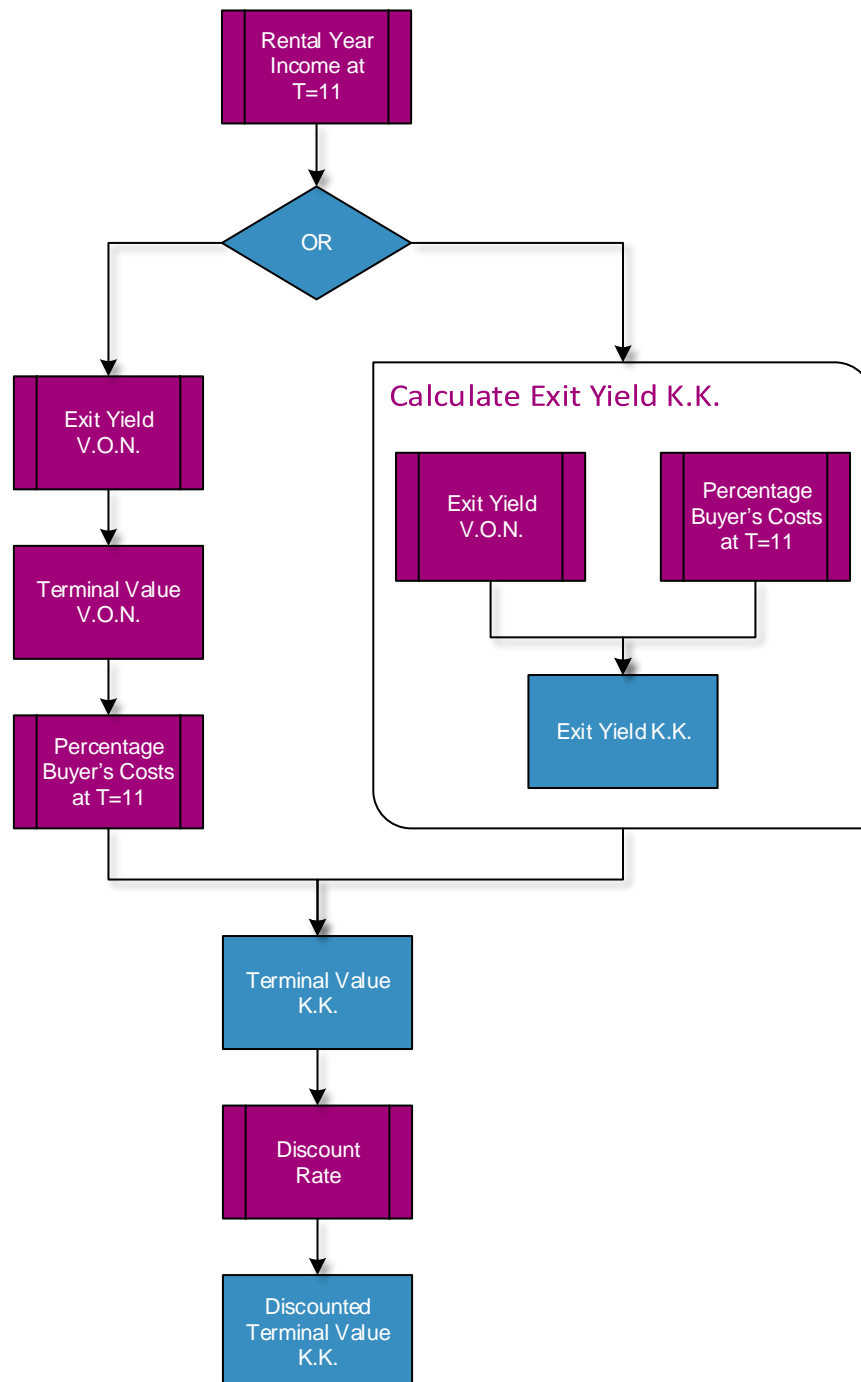 Rental Year
Income at
T=11
OR
Exit Yield
V.O.N.
Terminal Value
V.O.N.
Percentage
Buyer's Costs
at T=11
Calculate Exit Yield K.K.
Exit Yield
V.O.N.
Percentage
Buyer's Costs
at T=11
Exit Yield K.K.
Terminal Value
K.K.
Discount
Rate
Discounted
Terminal Value
K.K.